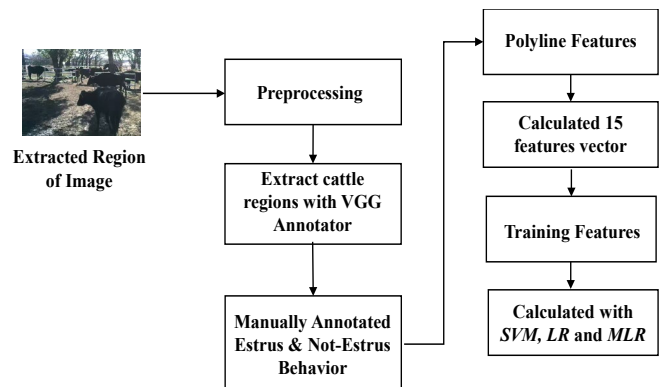 Extracted Region
of Image
Preprocessing
Extract cattle
regions with VGG
Annotator
Manually Annotated
Estrus & Not-Estrus
Behavior
Polyline Features
Calculated 15
features vector
Training Features
Calculated with
SVM, LR and MLR